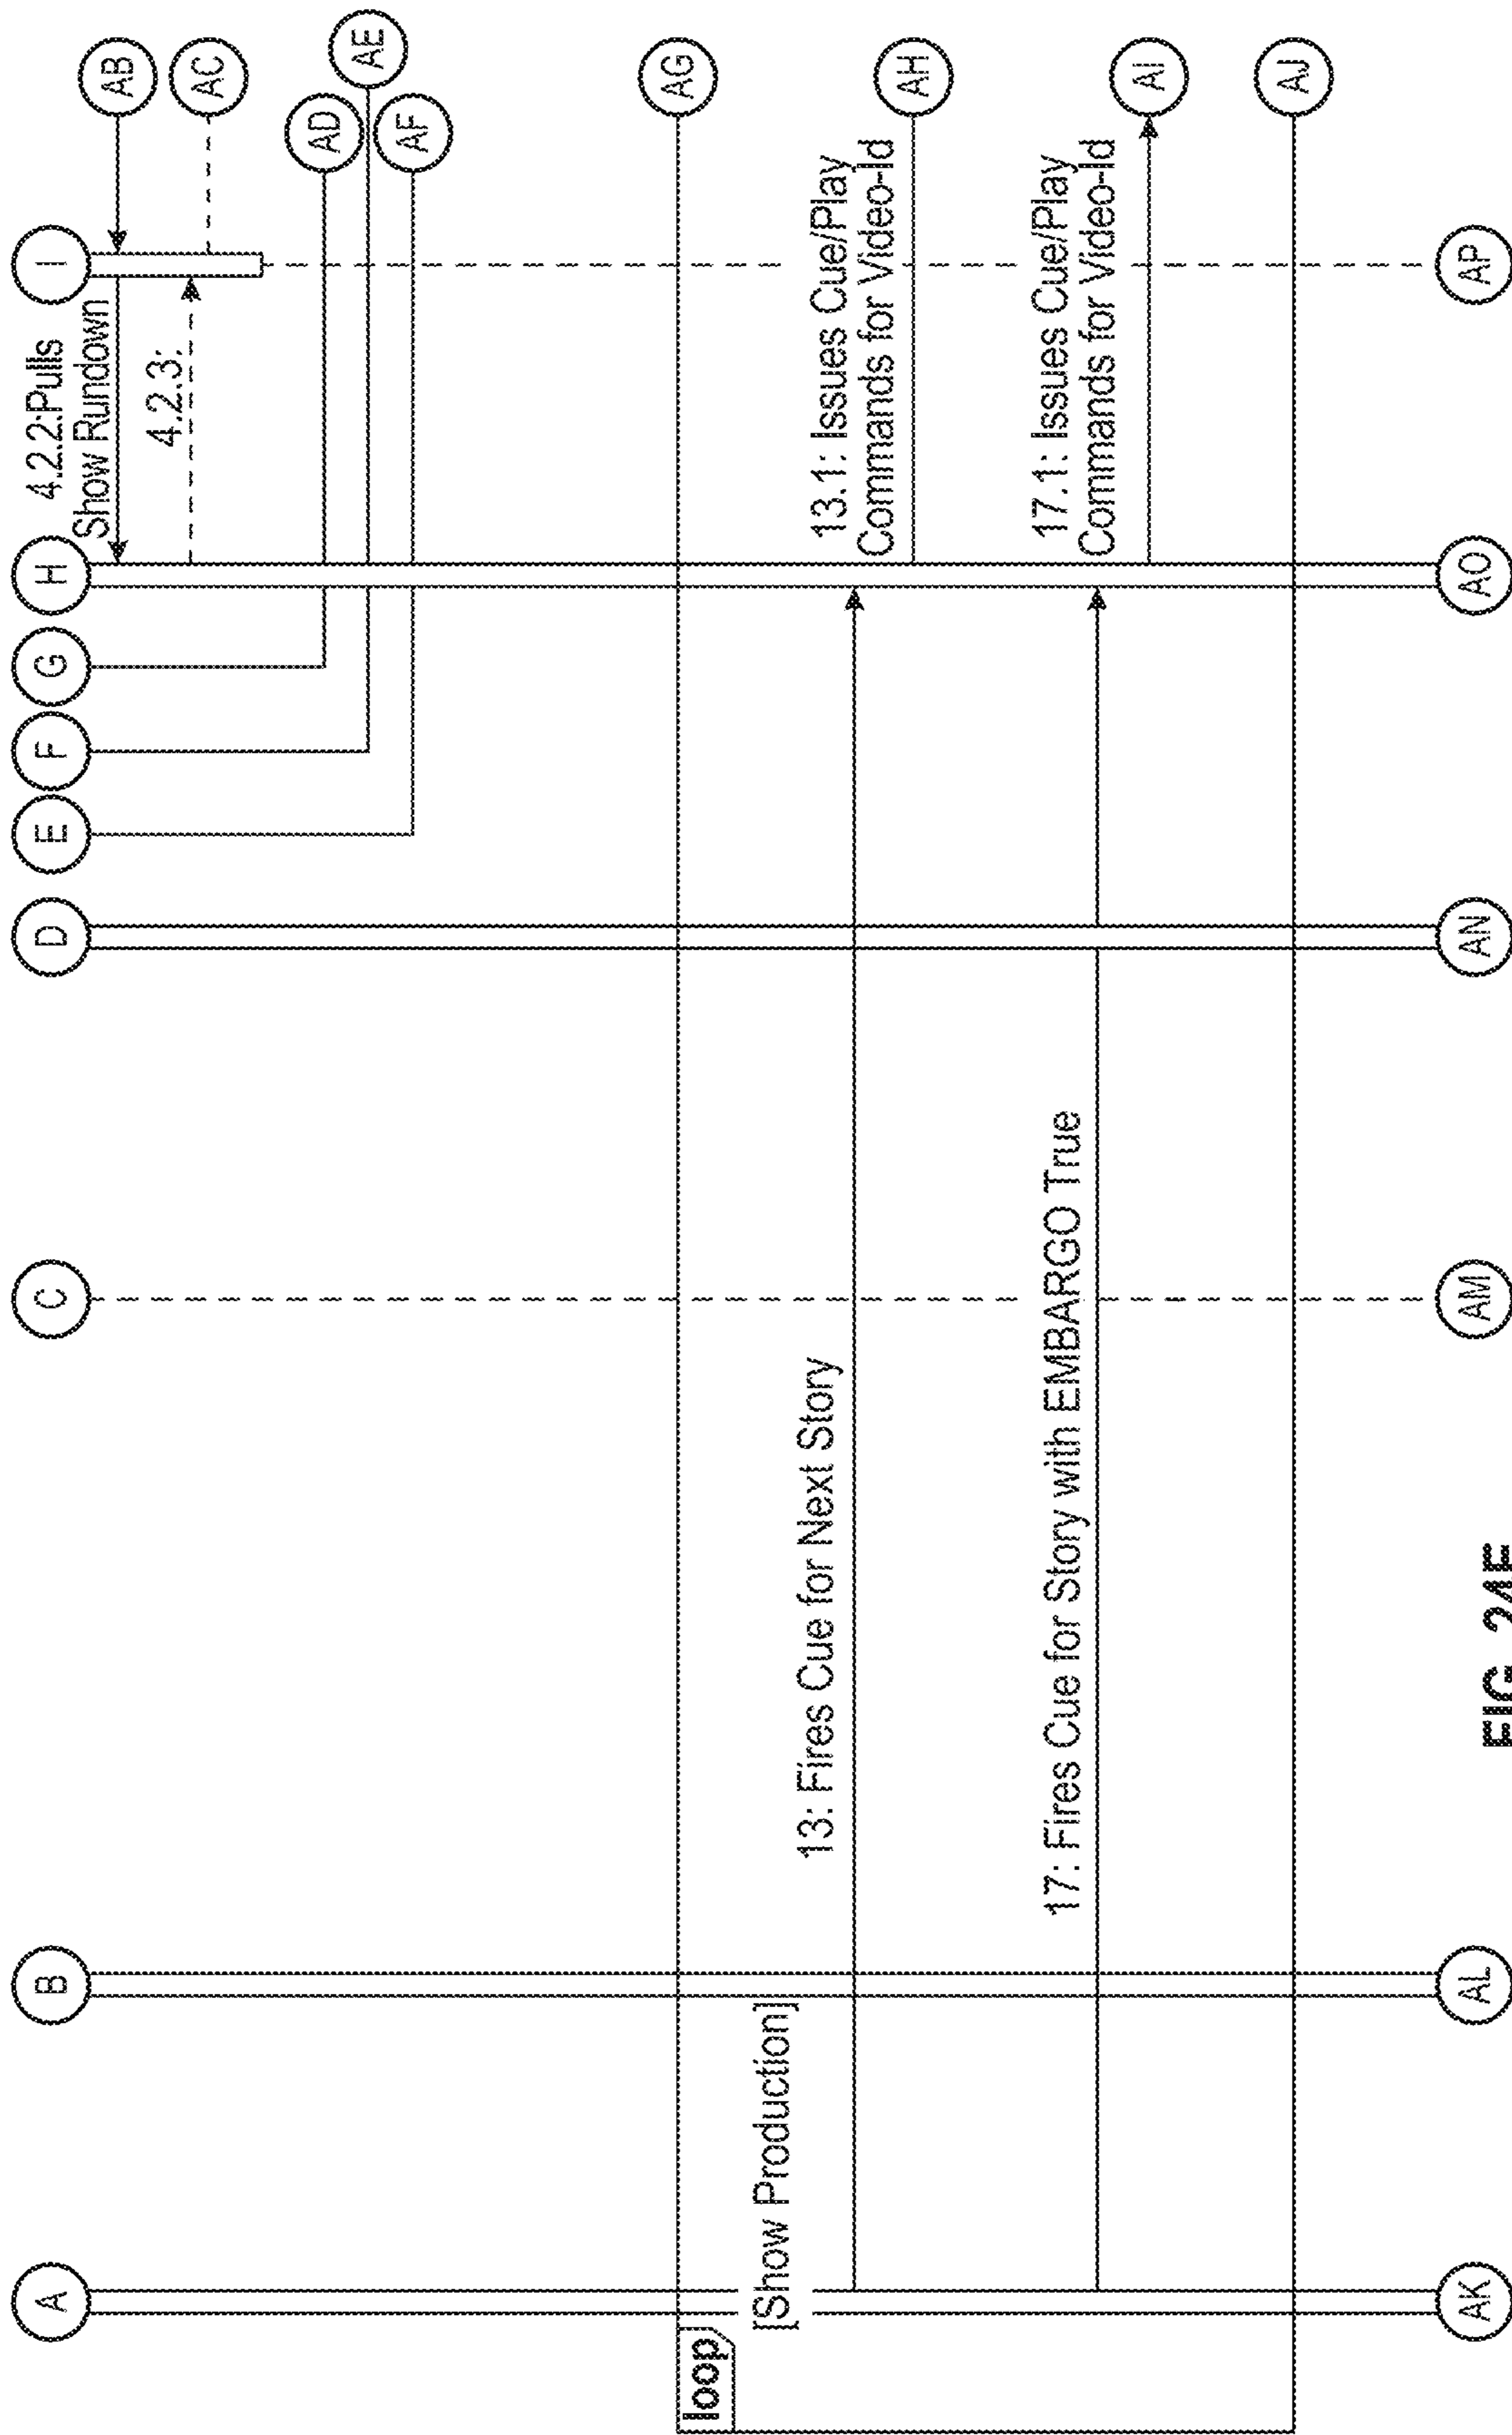 A
B
C
D
E
F
G
H
I
4.2.2:Pulls
Show Rundown
AB
4.2.3:
AC
AD
AE
AF
loop
AG
[Show Production]
13: Fires Cue for Next Story
13.1: Issues Cue/Play
Commands for Video-Id
AH
17: Fires Cue for Story with EMBARGO True
17.1: Issues Cue/Play
Commands for Video-Id
AI
AJ
AK
AL
AM
AN
AO
AP
FIG. 24E